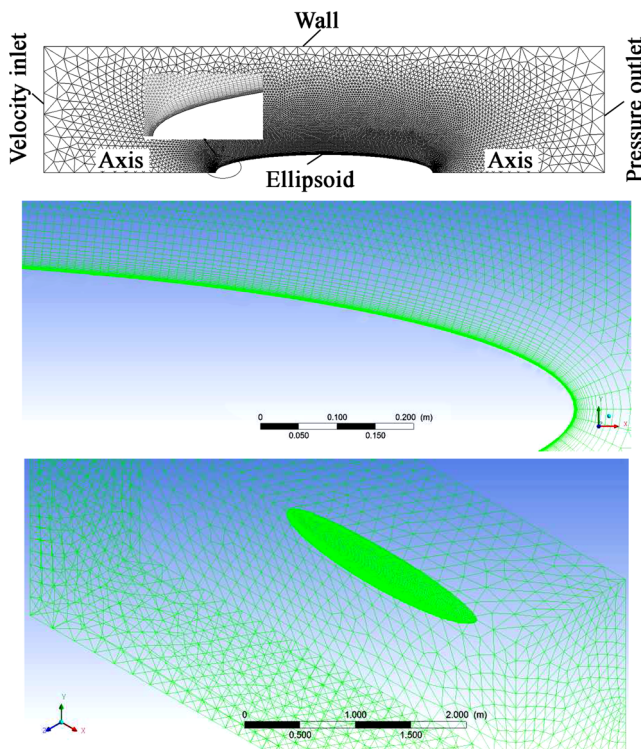 Wall
Velocity inlet
Pressure outlet
Axis
Axis
Ellipsoid
0 0.100 0.200 (m)
0.050 0.150
Y
X
0 1.000 2.000 (m)
0.500 1.500
Y
Z X